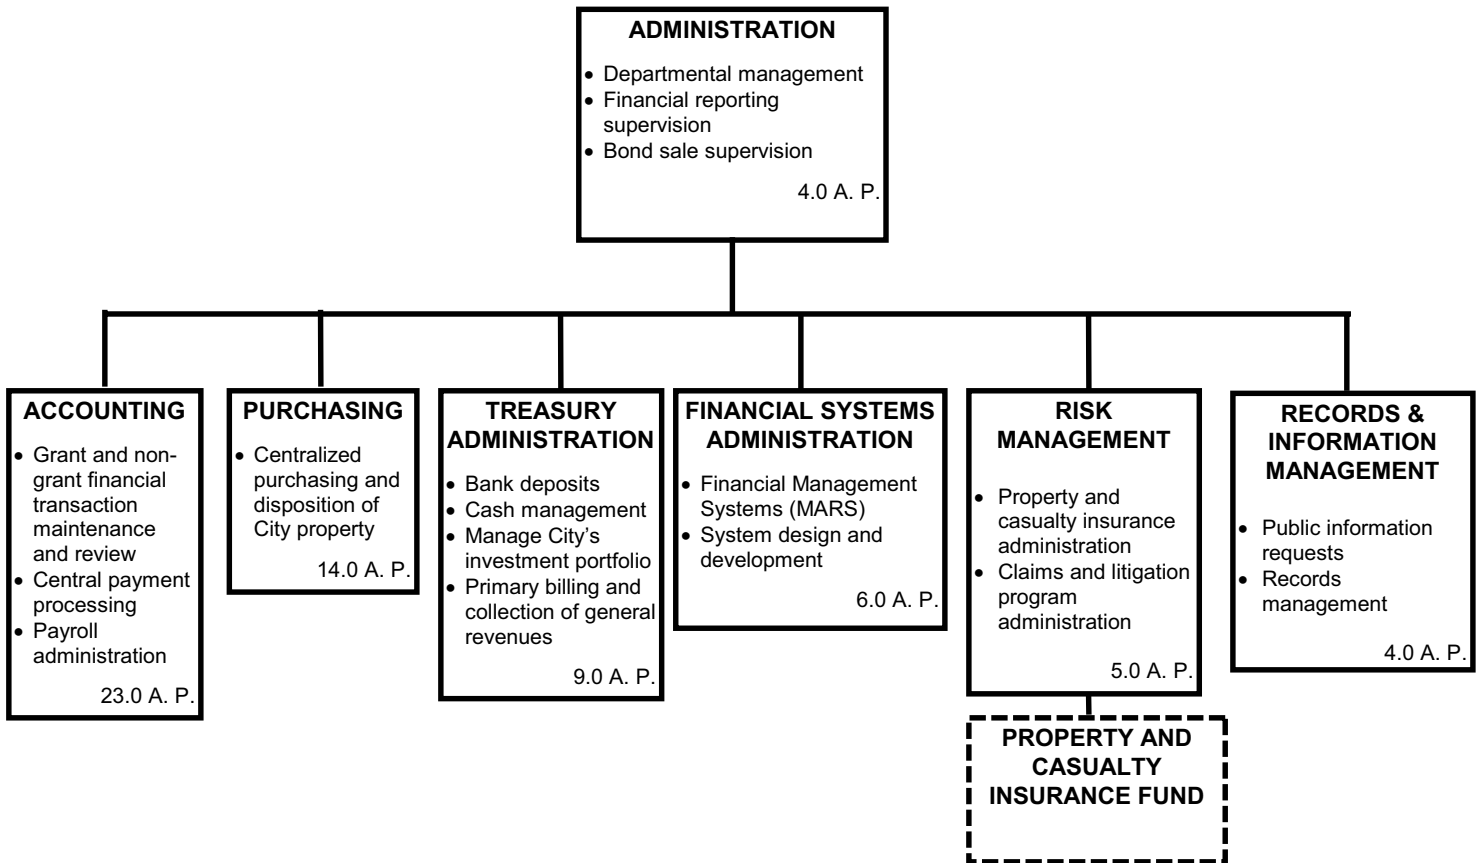 ADMINISTRATION
• Departmental management
• Financial reporting
supervision
• Bond sale supervision
4.0 A. P.
ACCOUNTING
• Grant and non-
grant financial
transaction
maintenance
and review
• Central payment
processing
• Payroll
administration
23.0 A. P.
PURCHASING
• Centralized
purchasing and
disposition of
City property
14.0 A. P.
TREASURY
ADMINISTRATION
• Bank deposits
• Cash management
• Manage City’s
investment portfolio
• Primary billing and
collection of general
revenues
9.0 A. P.
FINANCIAL SYSTEMS
ADMINISTRATION
• Financial Management
Systems (MARS)
• System design and
development
6.0 A. P.
RISK
MANAGEMENT
• Property and
casualty insurance
administration
• Claims and litigation
program
administration
5.0 A. P.
RECORDS &
INFORMATION
MANAGEMENT
• Public information
requests
• Records
management
4.0 A. P.
PROPERTY AND
CASUALTY
INSURANCE FUND